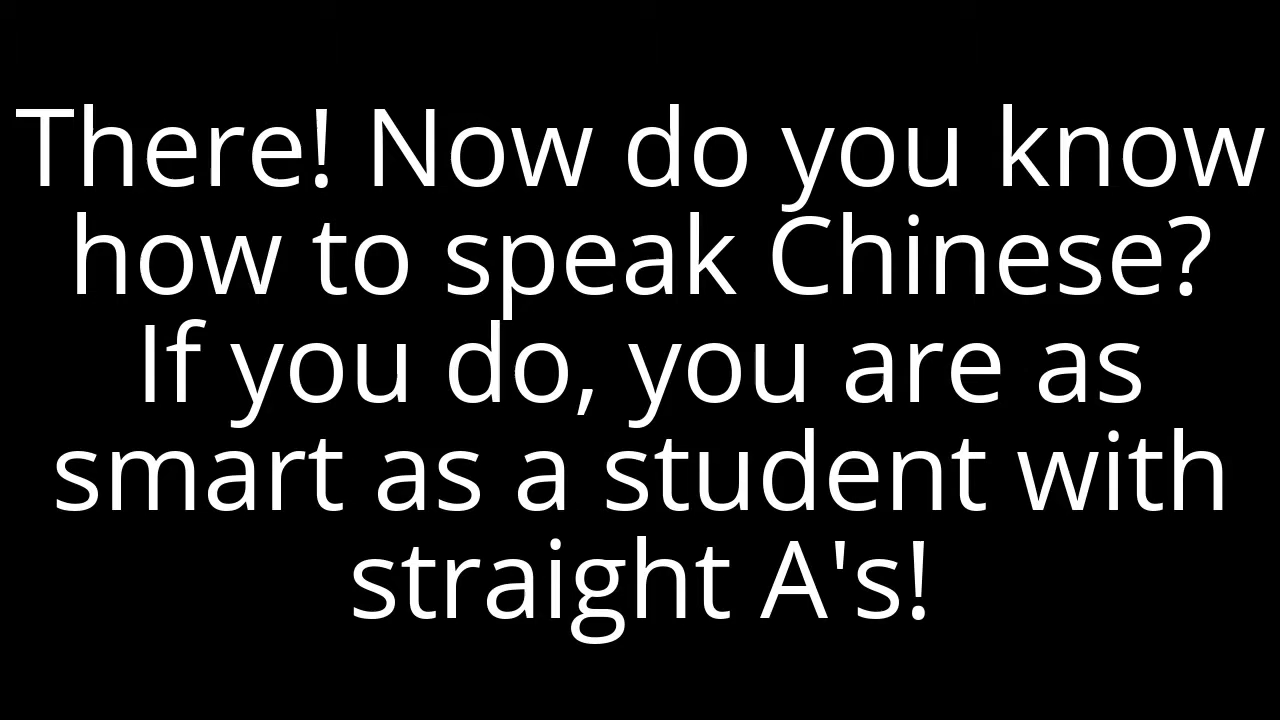 There! Now do you know
how to speak Chinese?
If you do, you are as
smart as a student with
straight A's!